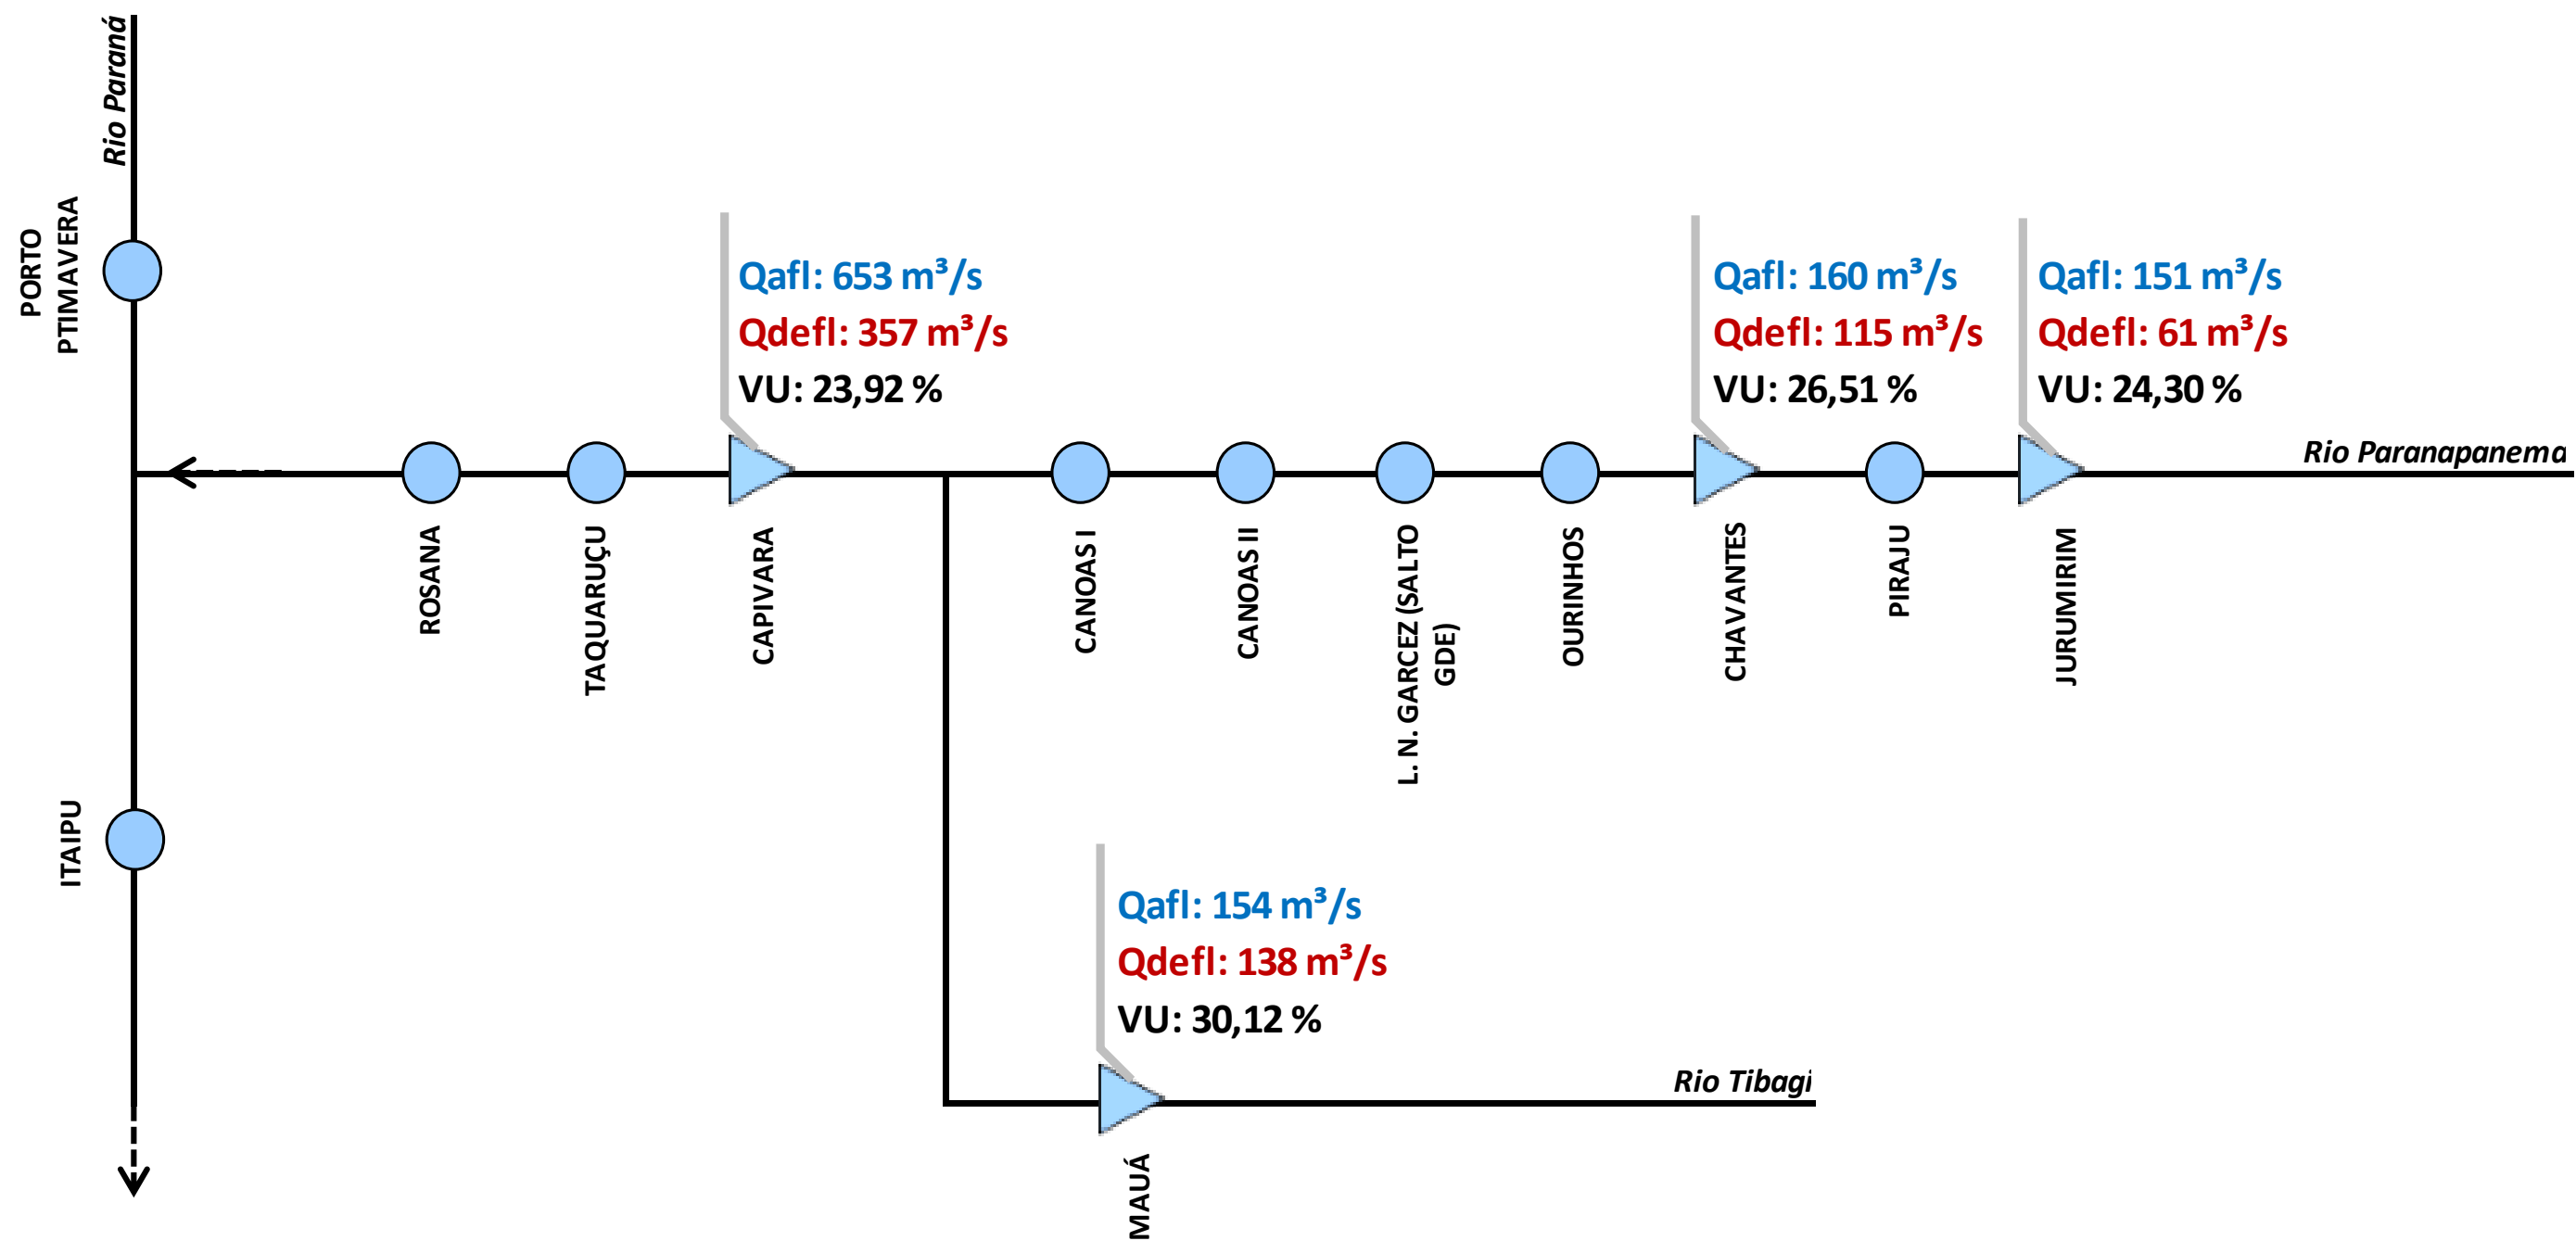 Rio Paraná
PORTO
PTIMAVERA
Qafl: 653 m³/s
Qdefl: 357 m³/s
VU: 23,92 %
Qafl: 160 m³/s
Qdefl: 115 m³/s
VU: 26,51 %
Qafl: 151 m³/s
Qdefl: 61 m³/s
VU: 24,30 %
Rio Paranapanema
ROSANA
TAQUARUÇU
CAPIVARA
CANOAS I
CANOAS II
L. N. GARCEZ (SALTO
GDE)
OURINHOS
CHAVANTES
PIRAJU
JURUMIRIM
ITAIPU
Qafl: 154 m³/s
Qdefl: 138 m³/s
VU: 30,12 %
Rio Tibagi
MAUÁ